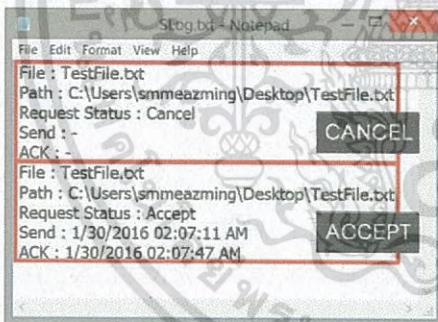 SLog.txt - Notepad
File Edit Format View Help
File : TestFile.txt
Path : C:\Users\smmeazming\Desktop\TestFile.txt
Request Status : Cancel
Send : -
CANCEL
ACK : -
File : TestFile.txt
Path : C:\Users\smmeazming\Desktop\TestFile.txt
Request Status : Accept
Send : 1/30/2016 02:07:11 AM
ACCEPT
ACK : 1/30/2016 02:07:47 AM